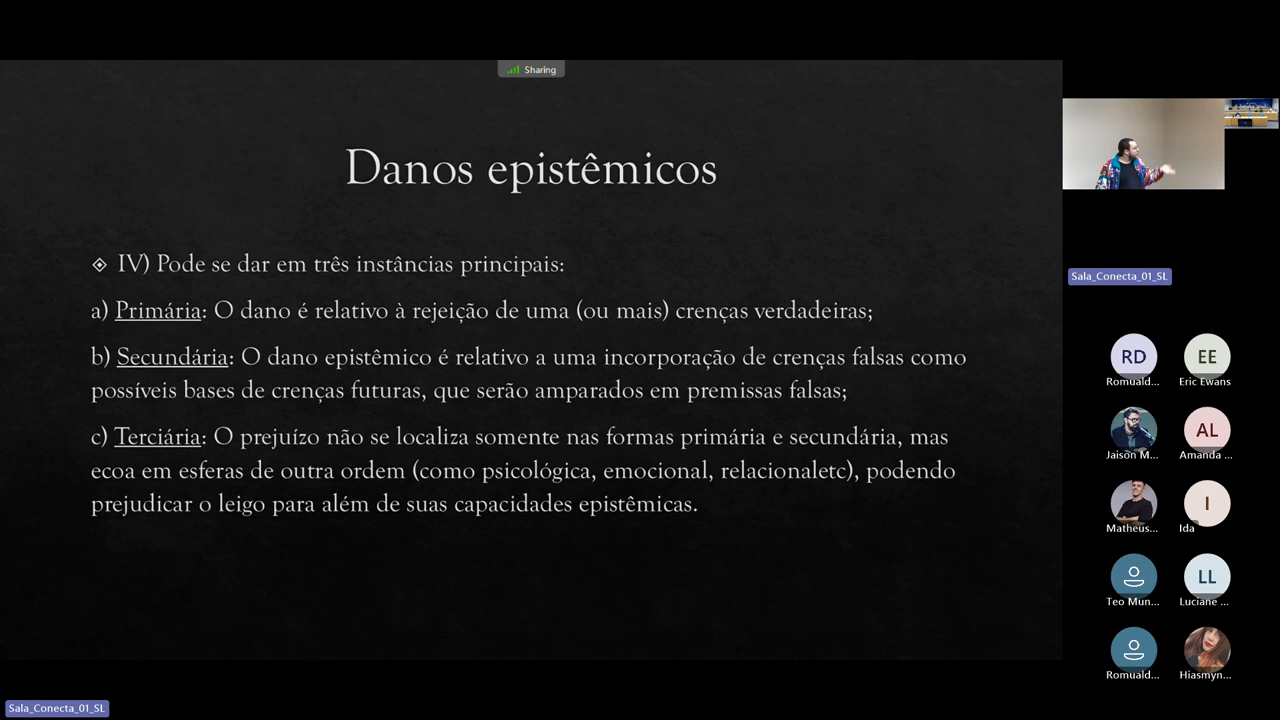 Sharing
Danos epistêmicos
IV) Pode se dar em três instâncias principais:
a) Primária: O dano é relativo à rejeição de uma (ou mais) crenças verdadeiras;
b) Secundária: O dano epistêmico é relativo a uma incorporação de crenças falsas como
possíveis bases de crenças futuras, que serão amparados em premissas falsas;
c) Terciária: O prejuízo não se localiza somente nas formas primária e secundária, mas
ecoa em esferas de outra ordem (como psicológica, emocional, relacionaletc), podendo
prejudicar o leigo para além de suas capacidades epistêmicas.
Sala_Conecta_01_SL
RD
Romuald...
EE
Eric Ewans
Jaison M...
AL
Amanda ...
Matheus...
I
Ida
Teo Mun...
LL
Luciane ...
Romuald...
Hiasmyn...
Sala_Conecta_01_SL